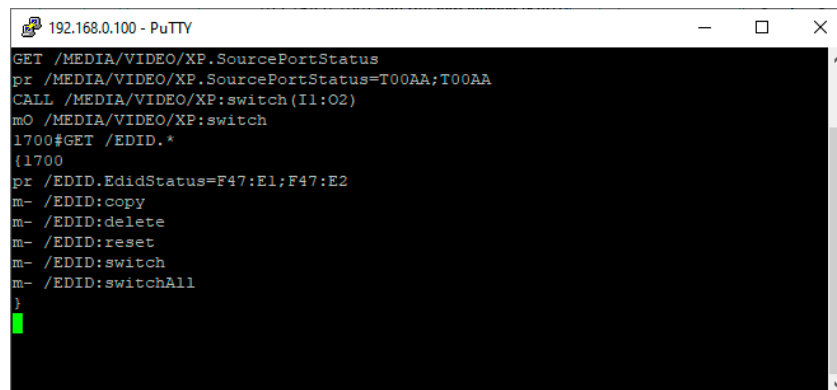 192.168.0.100 - PuTTY
GET /MEDIA/VIDEO/XP.SourcePortStatus
pr /MEDIA/VIDEO/XP.SourcePortStatus=T00AA;T00AA
CALL /MEDIA/VIDEO/XP:switch(I1:O2)
mO /MEDIA/VIDEO/XP:switch
1700#GET /EDID.*
{1700
pr /EDID.EdidStatus=F47:E1;F47:E2
m- /EDID:copy
m- /EDID:delete
m- /EDID:reset
m- /EDID:switch
m- /EDID:switchAll
}